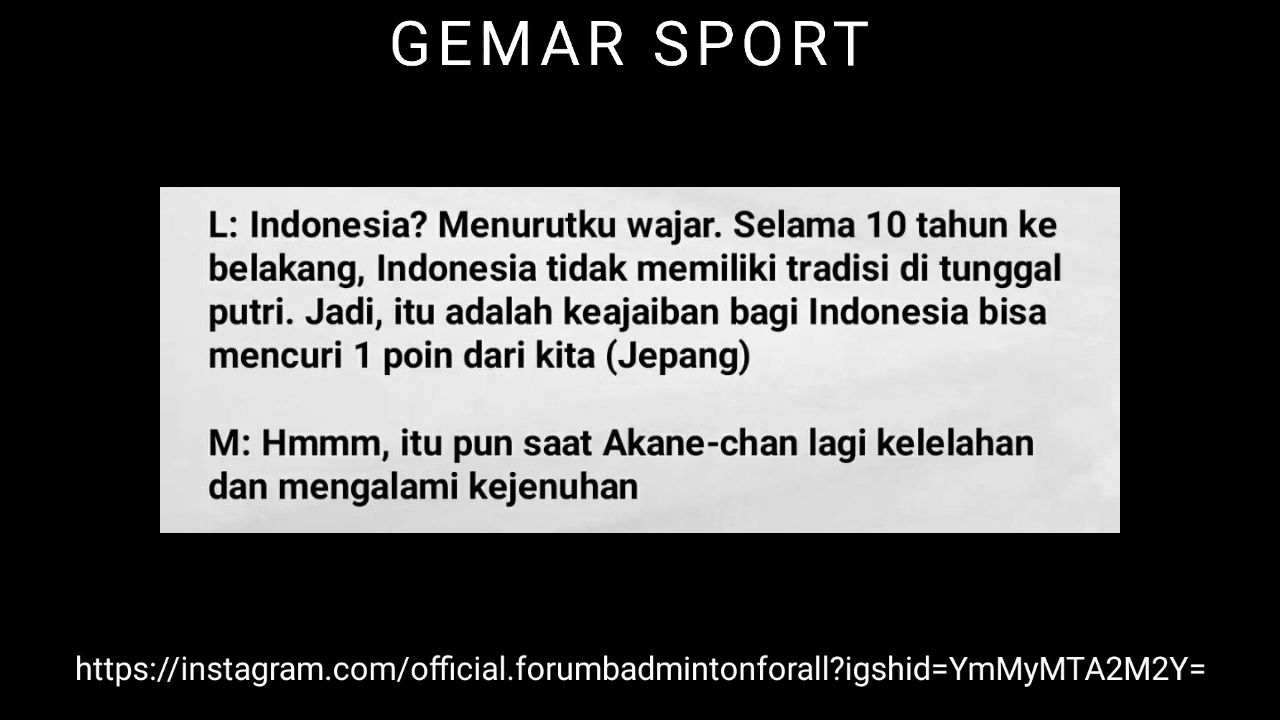 GEMAR SPORT
L: Indonesia? Menurutku wajar. Selama 10 tahun ke
belakang, Indonesia tidak memiliki tradisi di tunggal
putri. Jadi, itu adalah keajaiban bagi Indonesia bisa
mencuri 1 poin dari kita (Jepang)
M: Hmmm, itu pun saat Akane-chan lagi kelelahan
dan mengalami kejenuhan
https://instagram.com/official.forumbadmintonforall?igshid=YmMyMTA2M2Y=